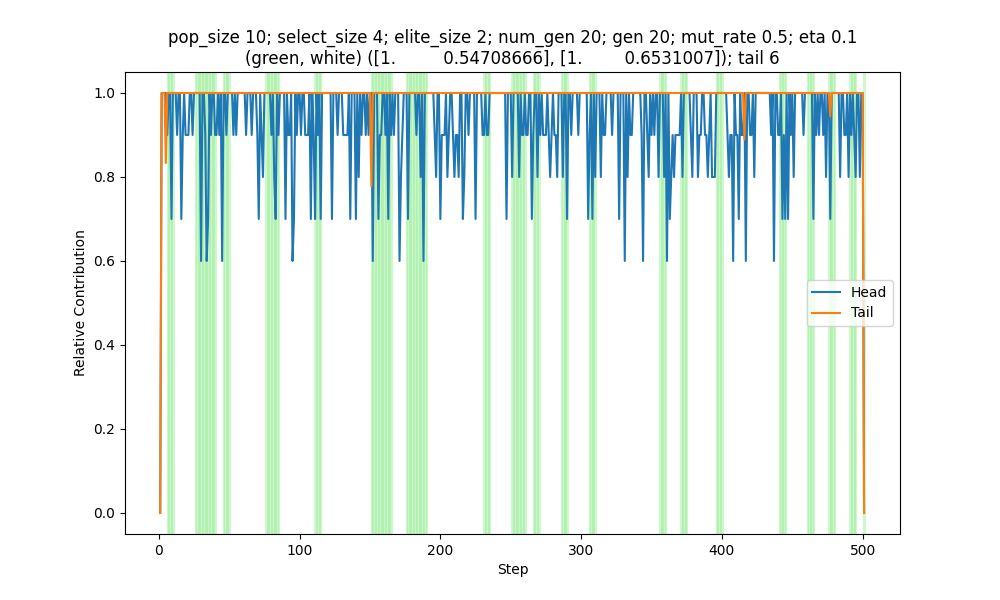 pop_size 10; select_size 4; elite_size 2; num_gen 20; gen 20; mut_rate 0.5; eta 0.1
(green, white) ([1.         0.54708666], [1.        0.6531007]); tail 6
1.0
0.8
0.6
0.4
0.2
0.0
Relative Contribution
Head
Tail
0
100
200
300
400
500
Step